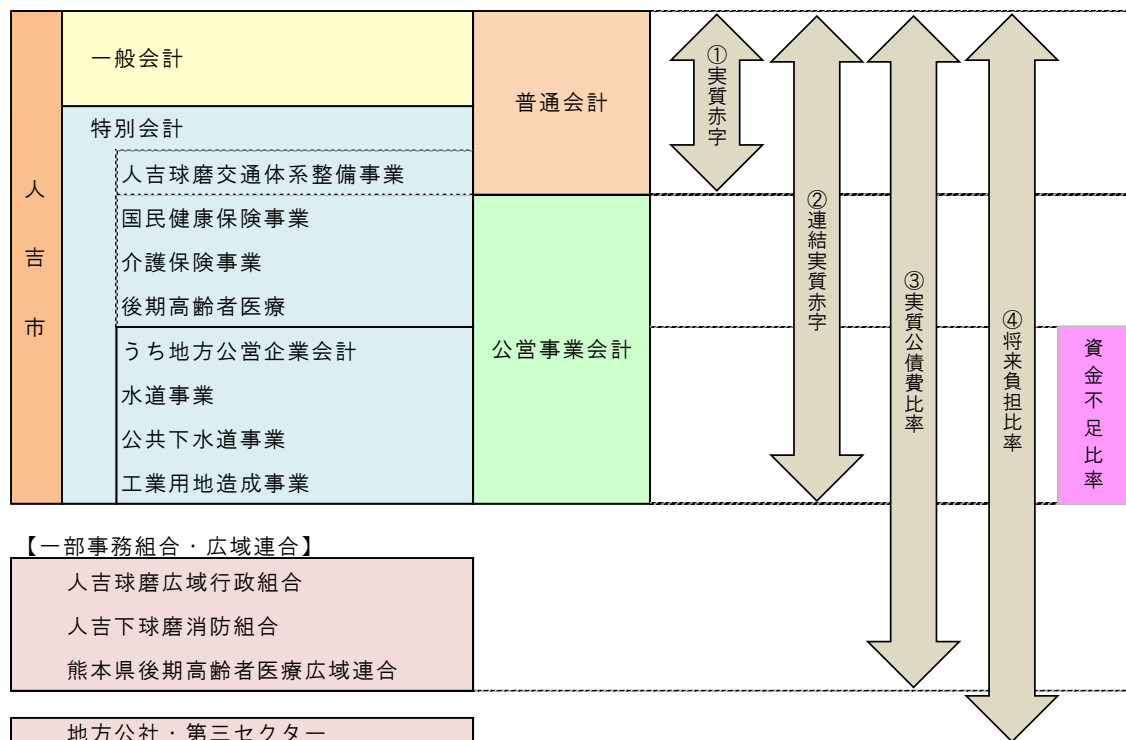 人吉市
一般会計
特別会計
人吉球磨交通体系整備事業
国民健康保険事業
介護保険事業
後期高齢者医療
うち地方公営企業会計
水道事業
公共下水道事業
工業用地造成事業
普通会計
公営事業会計
①実質赤字
②連結実質赤字
③実質公債費比率
④将来負担比率
資金不足比率
【一部事務組合・広域連合】
人吉球磨広域行政組合
人吉下球磨消防組合
熊本県後期高齢者医療広域連合
地方公社・第三セクター